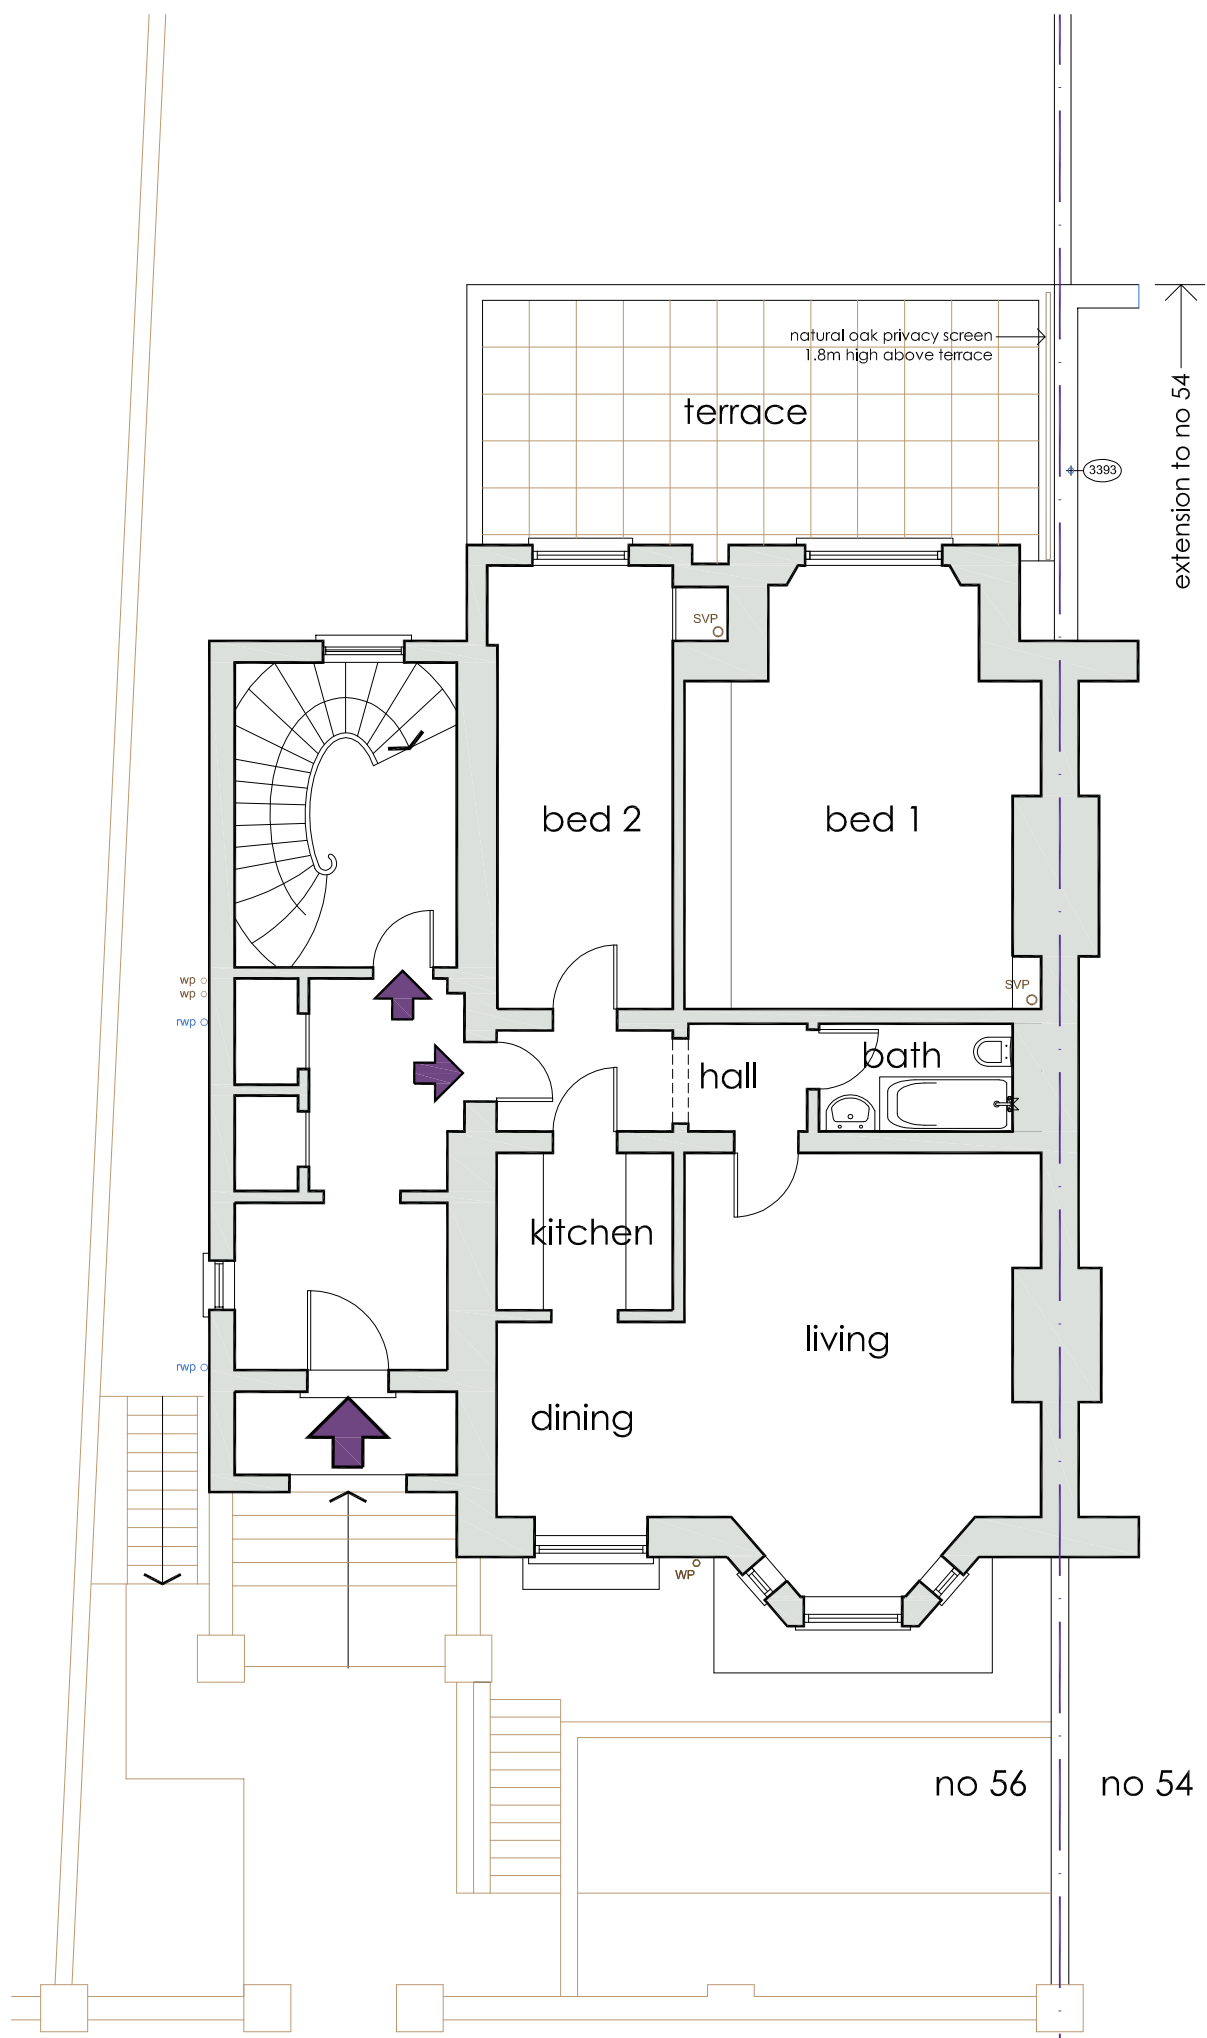 natural oak privacy screen
1.8m high above terrace
terrace
extension to no 54
3393
SVP
bed 2
bed 1
wp
wp
SVP
rwp
bath
hall
kitchen
living
rwp
dining
WP
no 56
no 54